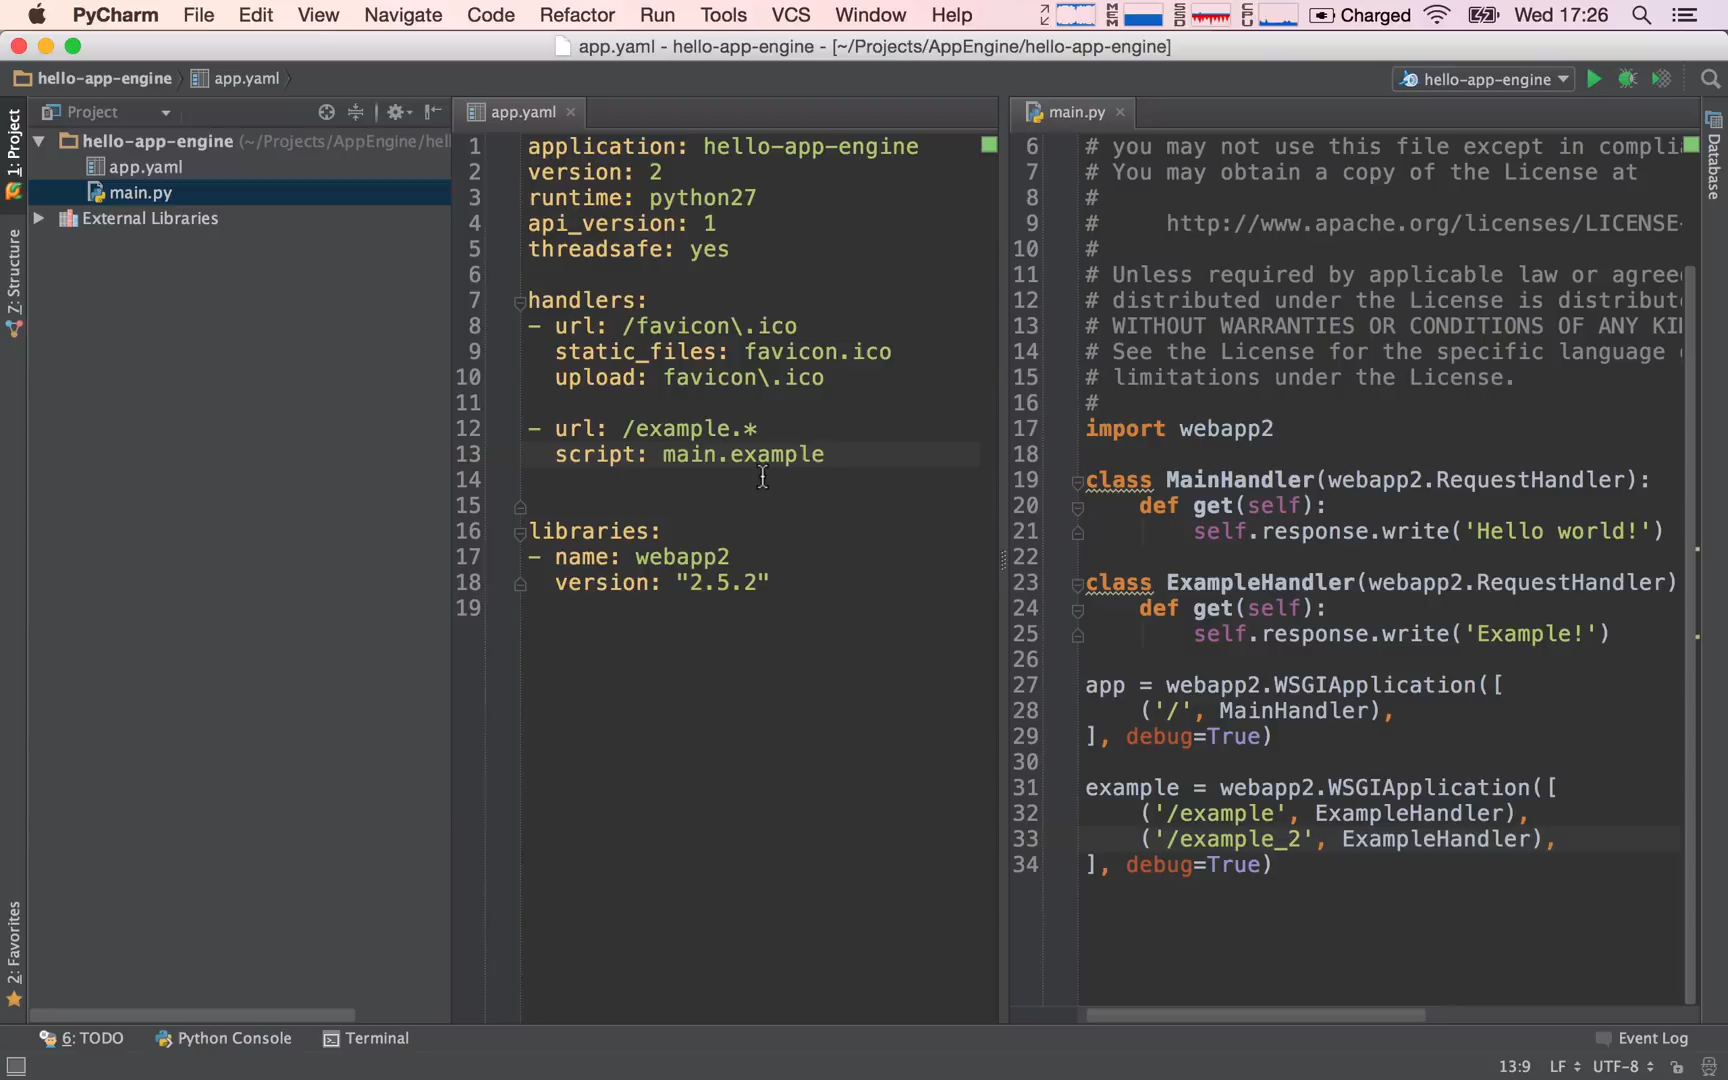 PyCharm File Edit View Navigate Code Refactor Run Tools VCS Window Help MEM SSD CPU Charged Wed 17:26
app.yaml - hello-app-engine - [~/Projects/AppEngine/hello-app-engine]
hello-app-engine app.yaml hello-app-engine
Project
app.yaml
main.py
1: Project
hello-app-engine (~/Projects/AppEngine/hel
app.yaml
main.py
External Libraries
Z: Structure
2: Favorites
1 application: hello-app-engine
2 version: 2
3 runtime: python27
4 api_version: 1
5 threadsafe: yes
6
7 handlers:
8 - url: /favicon\.ico
9 static_files: favicon.ico
10 upload: favicon\.ico
11
12 - url: /example.*
13 script: main.example
14
15
16 libraries:
17 - name: webapp2
18 version: "2.5.2"
19
6 # you may not use this file except in compli
7 # You may obtain a copy of the License at
8 #
9 # http://www.apache.org/licenses/LICENSE-
10 #
11 # Unless required by applicable law or agree
12 # distributed under the License is distribut
13 # WITHOUT WARRANTIES OR CONDITIONS OF ANY KI
14 # See the License for the specific language
15 # limitations under the License.
16 #
17 import webapp2
18
19 class MainHandler(webapp2.RequestHandler):
20 def get(self):
21 self.response.write('Hello world!')
22
23 class ExampleHandler(webapp2.RequestHandler)
24 def get(self):
25 self.response.write('Example!')
26
27 app = webapp2.WSGIApplication([
28 ('/', MainHandler),
29 ], debug=True)
30
31 example = webapp2.WSGIApplication([
32 ('/example', ExampleHandler),
33 ('/example_2', ExampleHandler),
34 ], debug=True)
Database
6: TODO Python Console Terminal Event Log
13:9 LF UTF-8